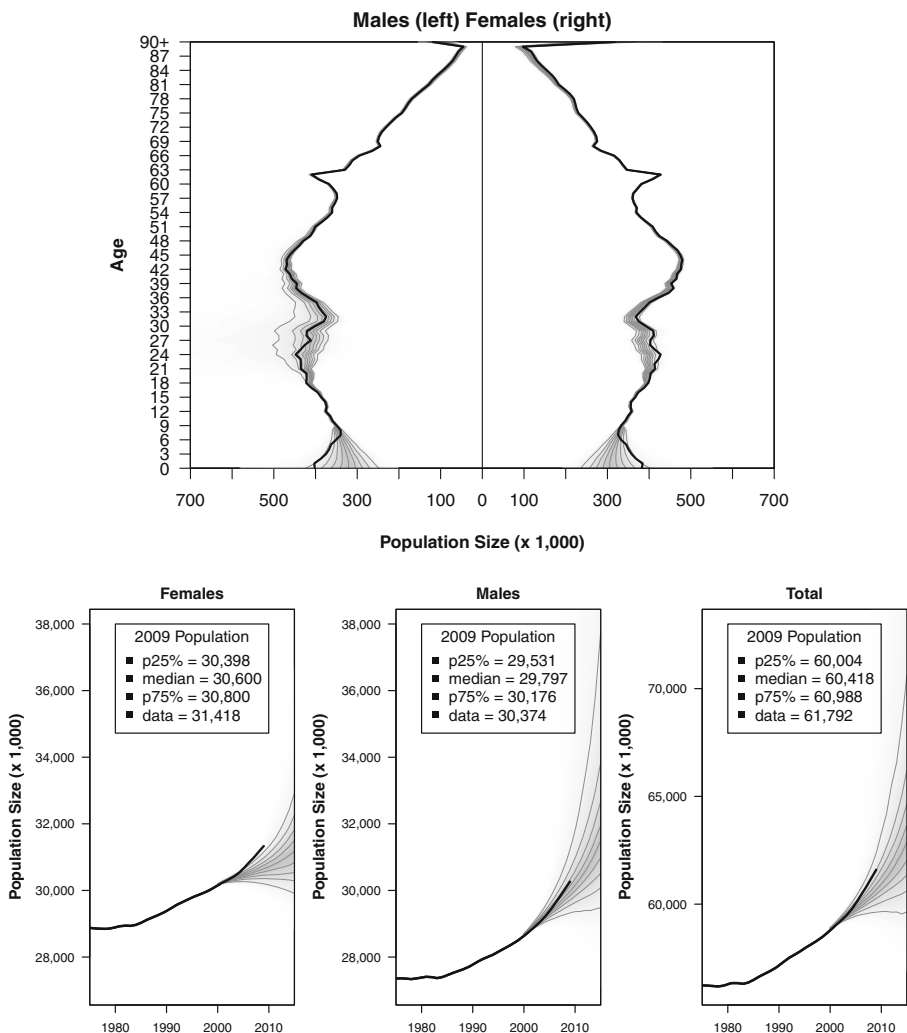 Males (left) Females (right)
90+
87
84
81
78
75
72
69
66
63
60
57
54
51
48
45
42
39
36
33
30
27
24
21
18
15
12
9
6
3
0
Age
700 500 300 100 0 100 300 500 700
Population Size (x 1,000)
Females
38,000
36,000
34,000
32,000
30,000
28,000
Population Size (x 1,000)
2009 Population
p25% = 30,398
median = 30,600
p75% = 30,800
data = 31,418
1980 1990 2000 2010
Males
38,000
36,000
34,000
32,000
30,000
28,000
Population Size (x 1,000)
2009 Population
p25% = 29,531
median = 29,797
p75% = 30,176
data = 30,374
1980 1990 2000 2010
Total
70,000
65,000
60,000
Population Size (x 1,000)
2009 Population
p25% = 60,004
median = 60,418
p75% = 60,988
data = 61,792
1980 1990 2000 2010